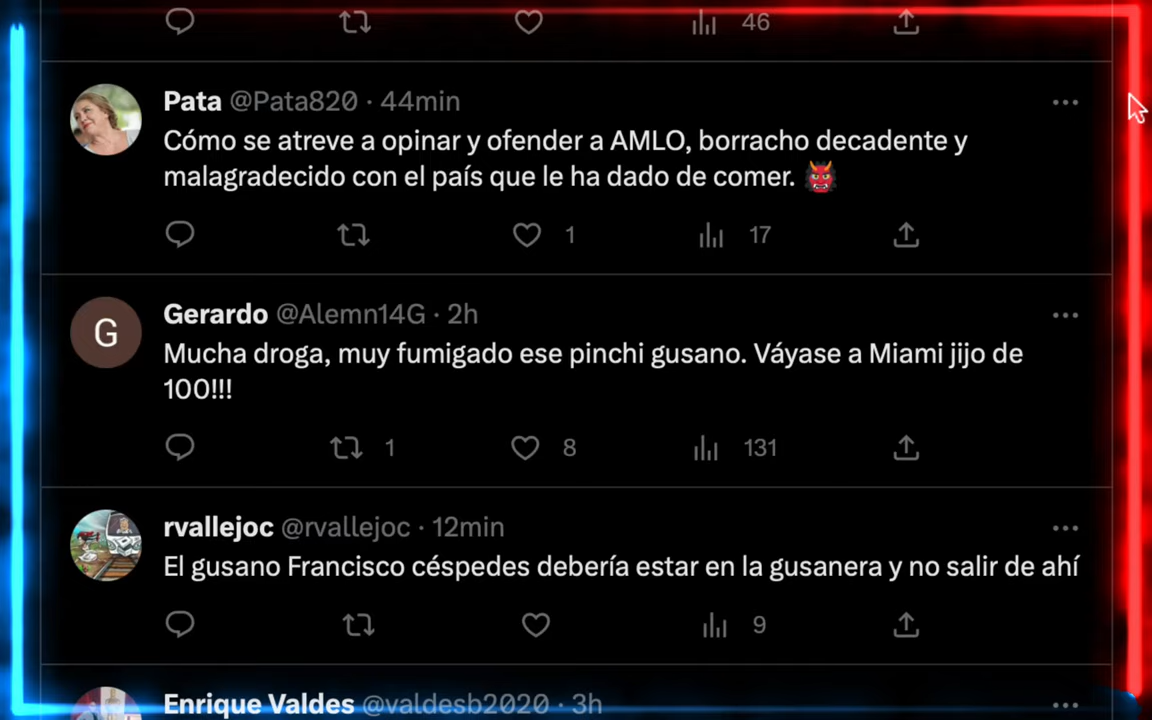 46
Pata @Pata820 · 44min
Cómo se atreve a opinar y ofender a AMLO, borracho decadente y
malagradecido con el país que le ha dado de comer. 👹
1 17
G
Gerardo @Alemn14G · 2h
Mucha droga, muy fumigado ese pinchi gusano. Váyase a Miami jijo de
100!!!
1 8 131
rvallejoc @rvallejoc · 12min
El gusano Francisco céspedes debería estar en la gusanera y no salir de ahí
9
Enrique Valdes @valdesb2020 · 3h